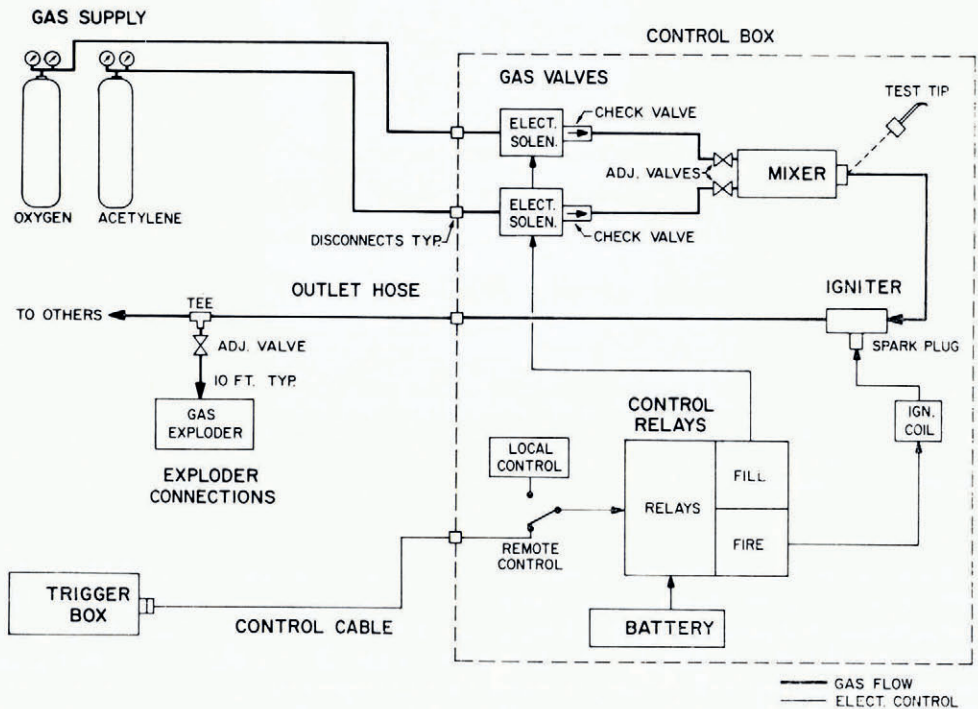 GAS SUPPLY
CONTROL BOX
GAS VALVES
TEST TIP
CHECK VALVE
ELECT.
SOLEN.
ADJ. VALVES
MIXER
OXYGEN
ACETYLENE
ELECT.
SOLEN.
DISCONNECTS TYP.
CHECK VALVE
OUTLET HOSE
IGNITER
TEE
TO OTHERS
ADJ. VALVE
SPARK PLUG
10 FT. TYP.
GAS
EXPLODER
CONTROL
RELAYS
IGN.
COIL
LOCAL
CONTROL
EXPLODER
CONNECTIONS
FILL
RELAYS
FIRE
REMOTE
CONTROL
TRIGGER
BOX
CONTROL CABLE
BATTERY
GAS FLOW
ELECT. CONTROL